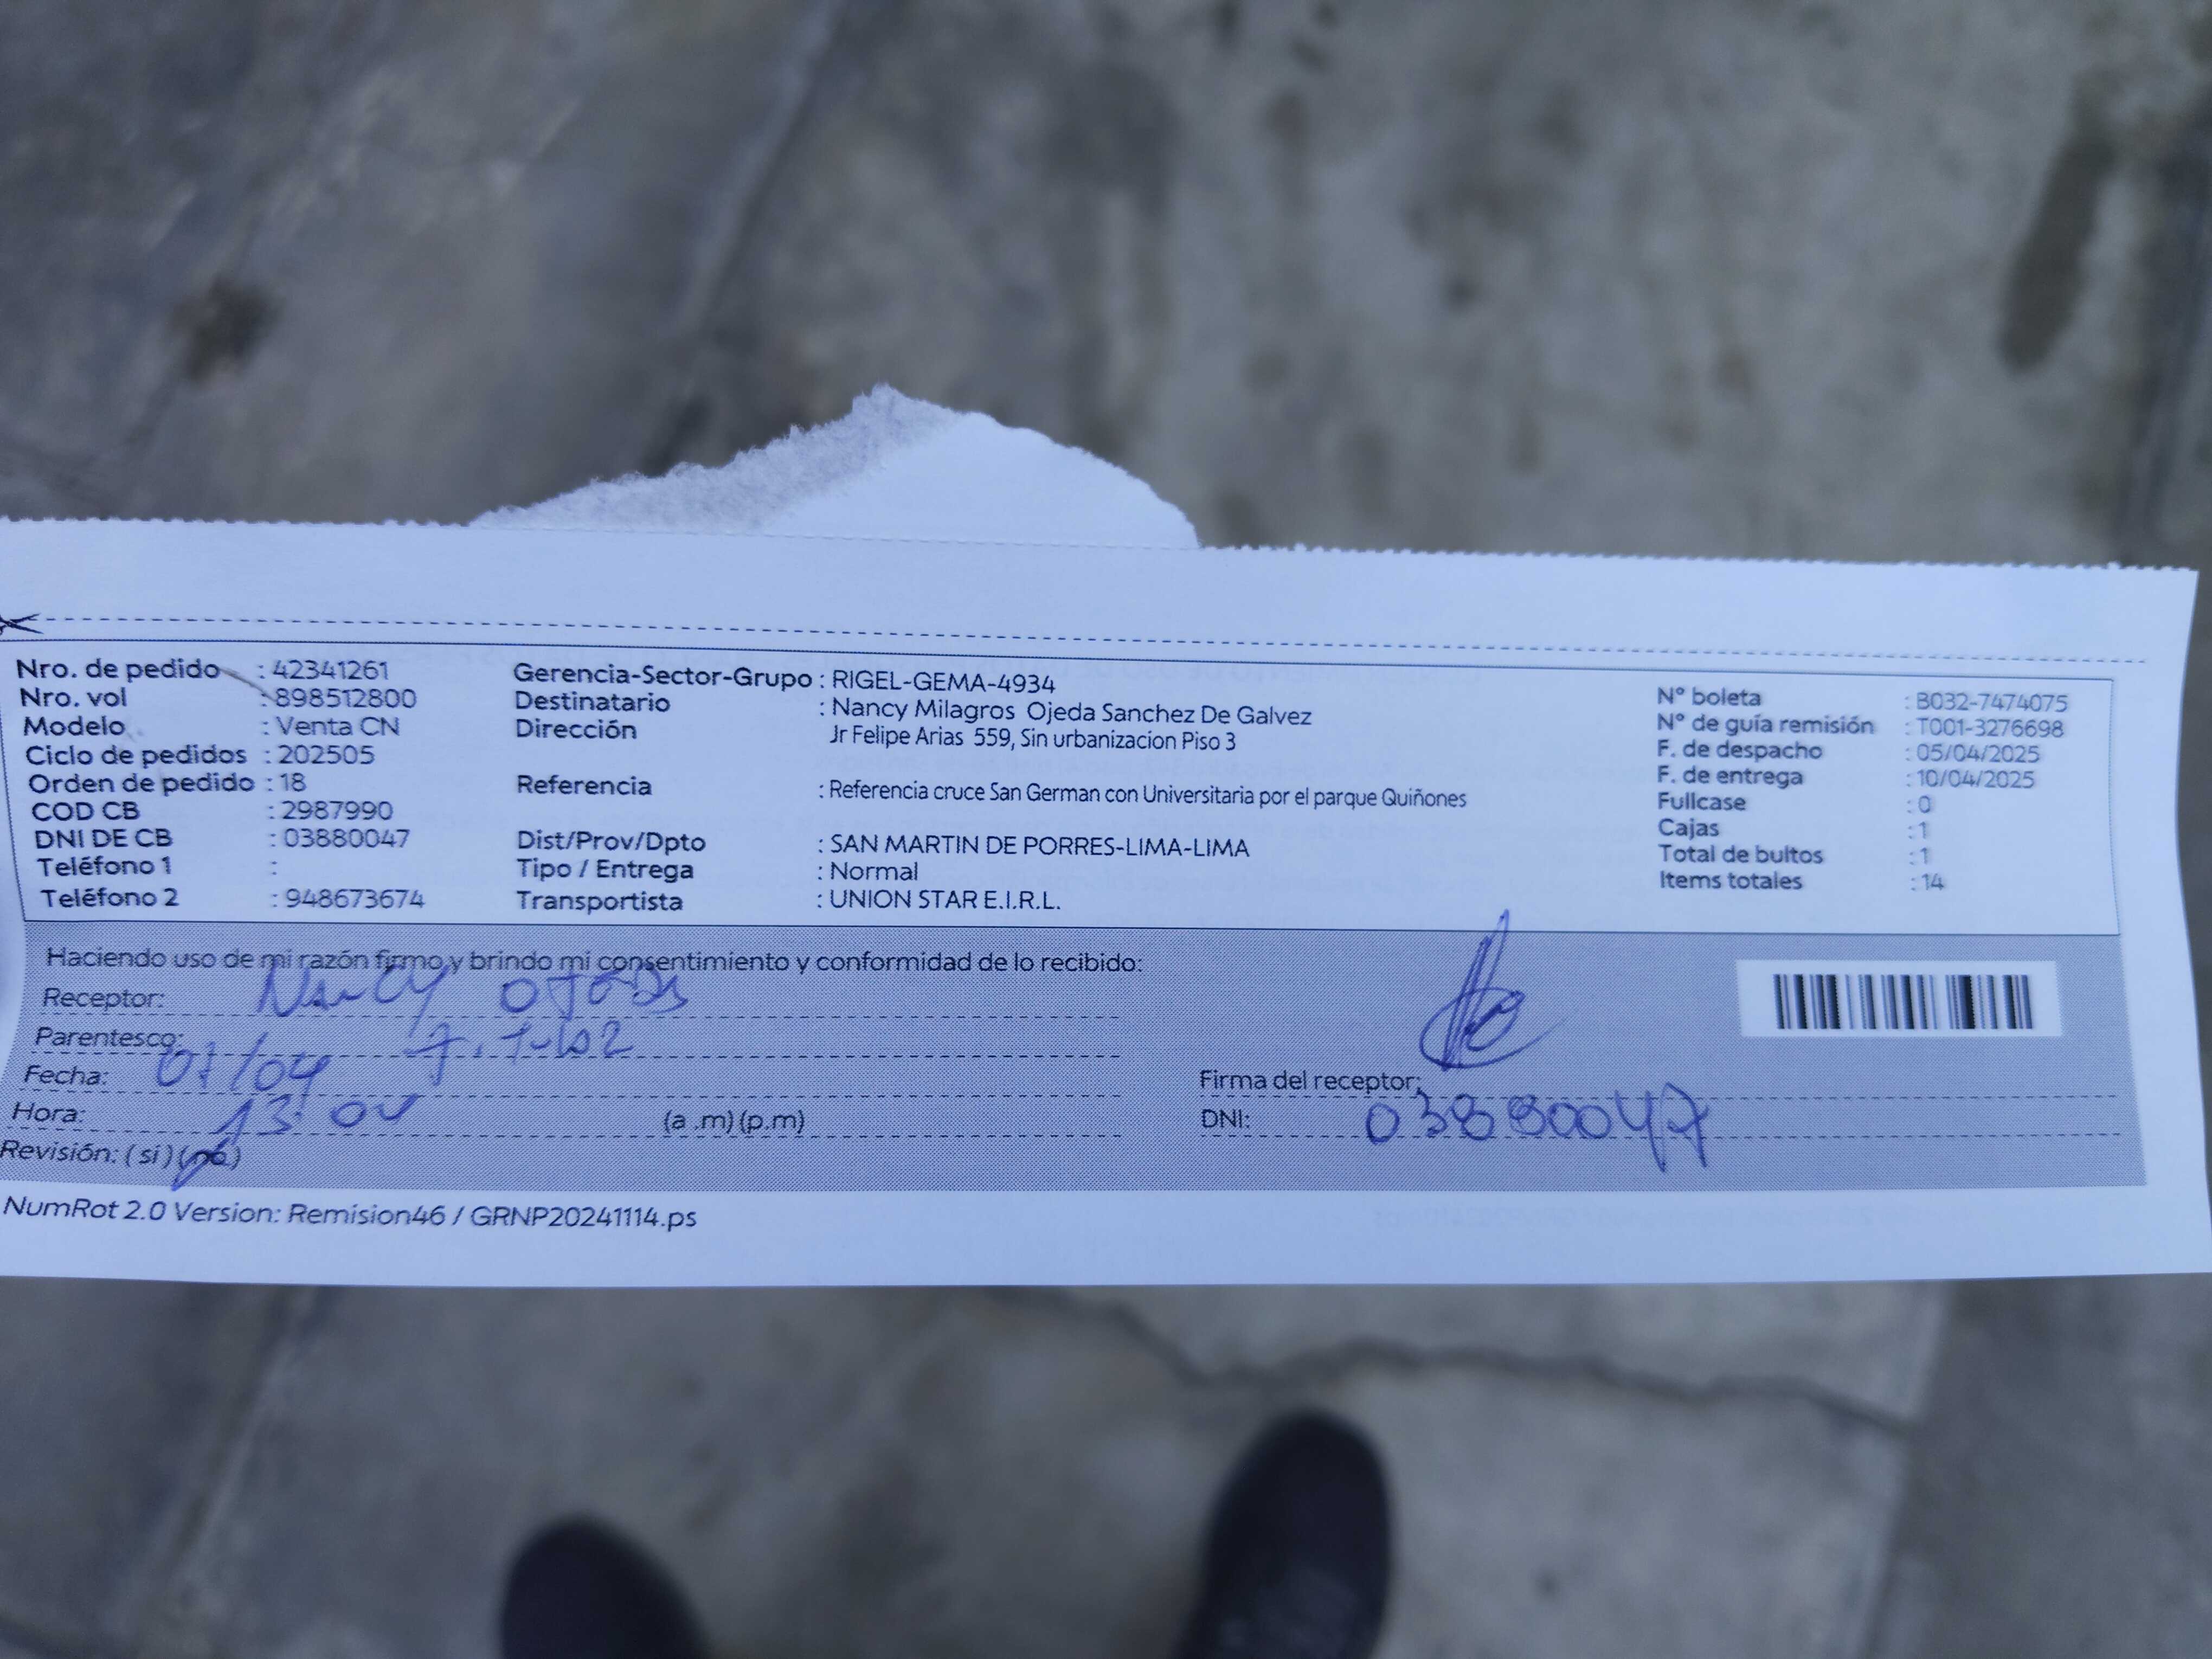 Nro. de pedido : 42341261
Nro. vol : 898512800
Modelo : Venta CN
Ciclo de pedidos : 202505
Orden de pedido : 18
COD CB : 2987990
DNI DE CB : 03880047
Teléfono 1 :
Teléfono 2 : 948673674
Gerencia-Sector-Grupo : RIGEL-GEMA-4934
Destinatario : Nancy Milagros Ojeda Sanchez De Galvez
Dirección Jr Felipe Arias 559, Sin urbanizacion Piso 3
Referencia : Referencia cruce San German con Universitaria por el parque Quiñones
Dist/Prov/Dpto : SAN MARTIN DE PORRES-LIMA-LIMA
Tipo / Entrega : Normal
Transportista : UNION STAR E.I.R.L.
N° boleta : B032-7474075
N° de guía remisión : T001-3276698
F. de despacho : 05/04/2025
F. de entrega : 10/04/2025
Fullcase : 0
Cajas : 1
Total de bultos : 1
Items totales : 14
Haciendo uso de mi razón firmo y brindo mi consentimiento y conformidad de lo recibido:
Receptor: Nancy OJEDA
Parentesco:
Fecha: 07/04
Hora: 13:00 (a .m) (p.m)
Revisión: ( si ) (no)
Firma del receptor:
DNI: 03880047
NumRot 2.0 Version: Remision46 / GRNP20241114.ps